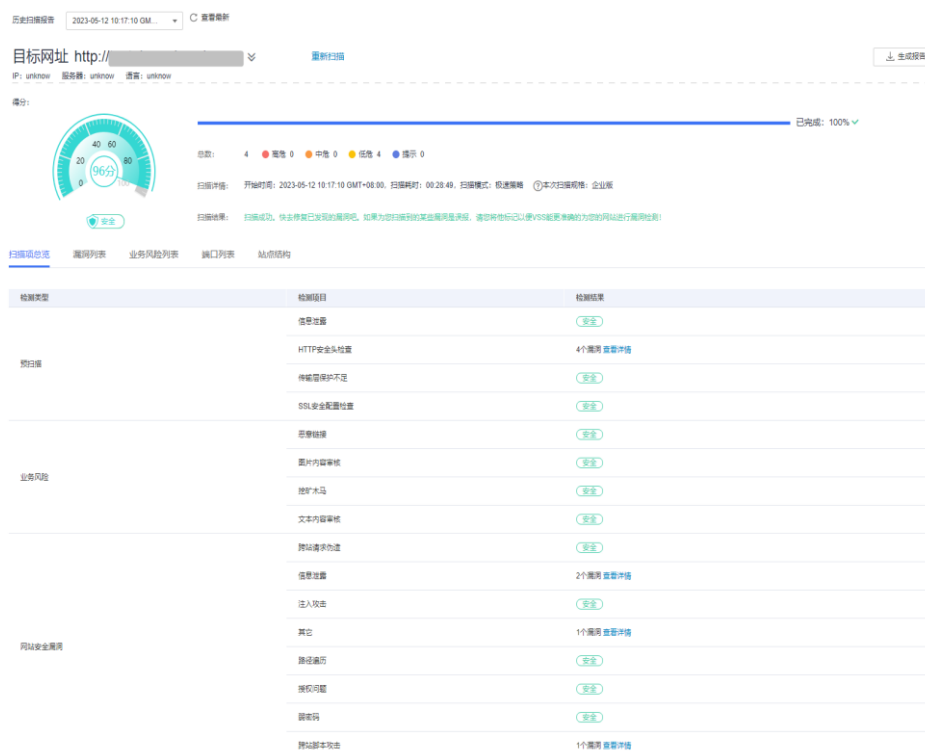 历史扫描报告 2023-05-12 10:17:10 GM... 查看最新
目标网址 http:// 重新扫描 生成报告
IP: unknow 服务器: unknow 语言: unknow
得分:
已完成: 100%
0 20 40 60 80 100
96分
安全
总数: 4 高危 0 中危 0 低危 4 提示 0
扫描详情: 开始时间: 2023-05-12 10:17:10 GMT+08:00, 扫描耗时: 00:28:49, 扫描模式: 极速策略 ?本次扫描规格: 企业版
扫描结果: 扫描成功。快去修复已发现的漏洞吧。如果为您扫描到的某些漏洞是误报, 请您将他标记以便VSS能更准确的为您的网站进行漏洞检测!
扫描项总览 漏洞列表 业务风险列表 端口列表 站点结构
检测类型 检测项目 检测结果
预扫描
信息泄露 安全
HTTP安全头检查 4个漏洞 查看详情
传输层保护不足 安全
SSL安全配置检查 安全
业务风险
恶意链接 安全
图片内容审核 安全
挖矿木马 安全
文本内容审核 安全
网站安全漏洞
跨站请求伪造 安全
信息泄露 2个漏洞 查看详情
注入攻击 安全
其它 1个漏洞 查看详情
路径遍历 安全
授权问题 安全
弱密码 安全
跨站脚本攻击 1个漏洞 查看详情